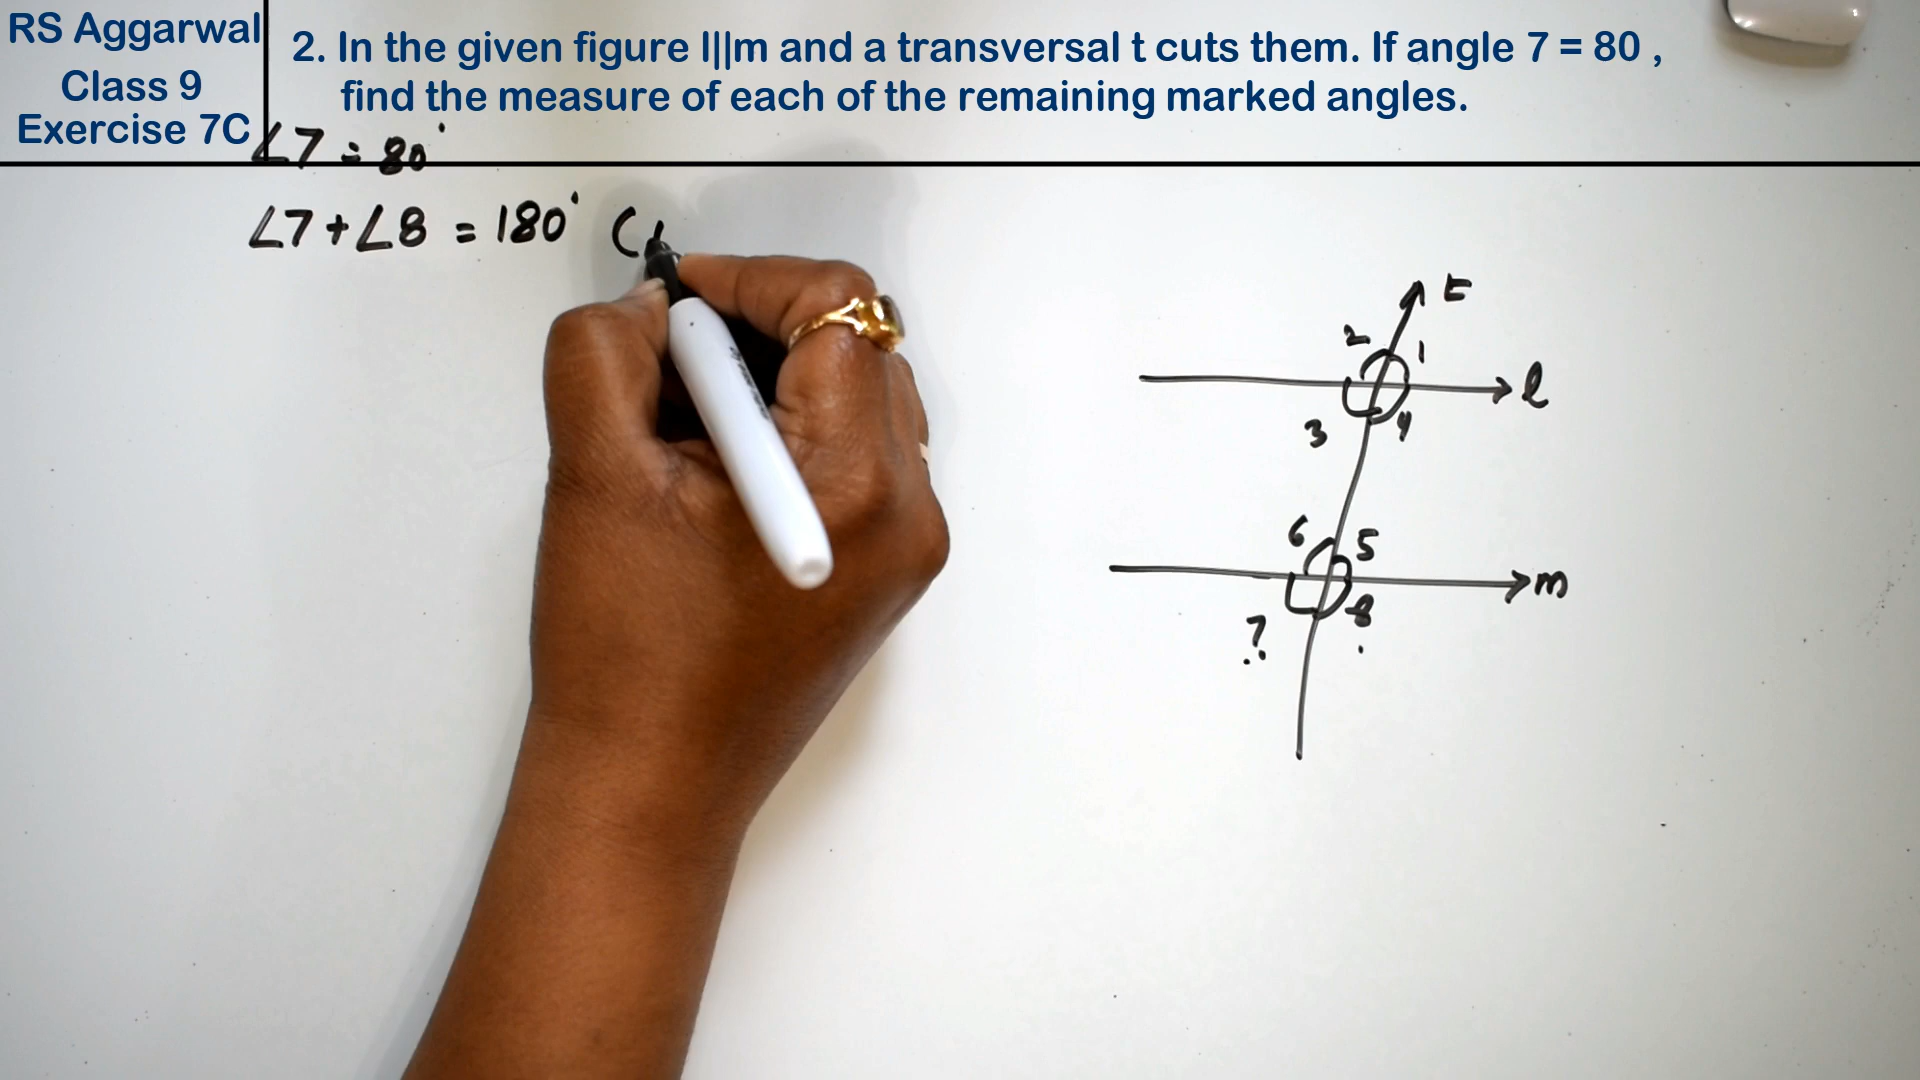 RS Aggarwal
Class 9
Exercise 7C
2. In the given figure l||m and a transversal t cuts them. If angle 7 = 80 ,
find the measure of each of the remaining marked angles.
∠7 = 80°
∠7 + ∠8 = 180° (
t
2 1
l
3 4
6 5
m
7 8